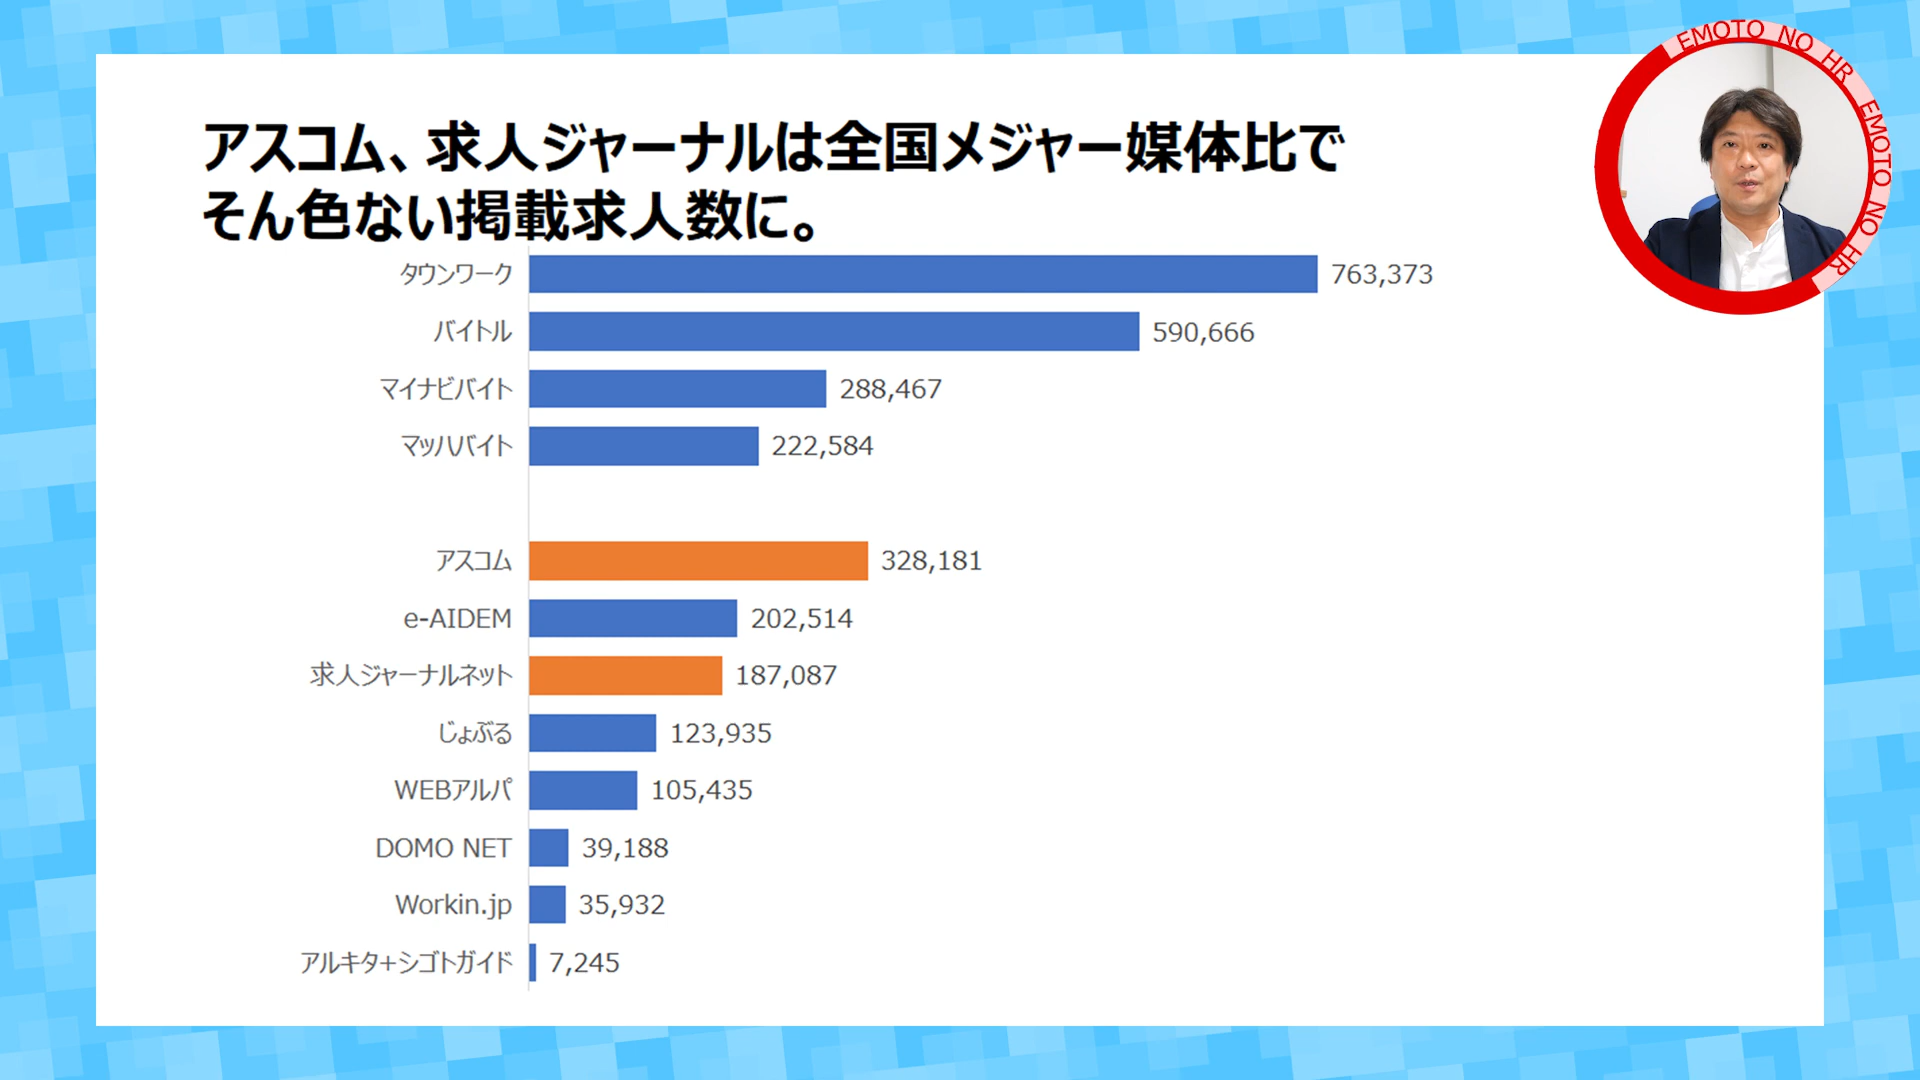 アスコム、求人ジャーナルは全国メジャー媒体比で
そん色ない掲載求人数に。
EMOTO NO HR EMOTO NO HR
タウンワーク 763,373
バイトル 590,666
マイナビバイト 288,467
マッハバイト 222,584
アスコム 328,181
e-AIDEM 202,514
求人ジャーナルネット 187,087
じょぶる 123,935
WEBアルパ 105,435
DOMO NET 39,188
Workin.jp 35,932
アルキタ+シゴトガイド 7,245